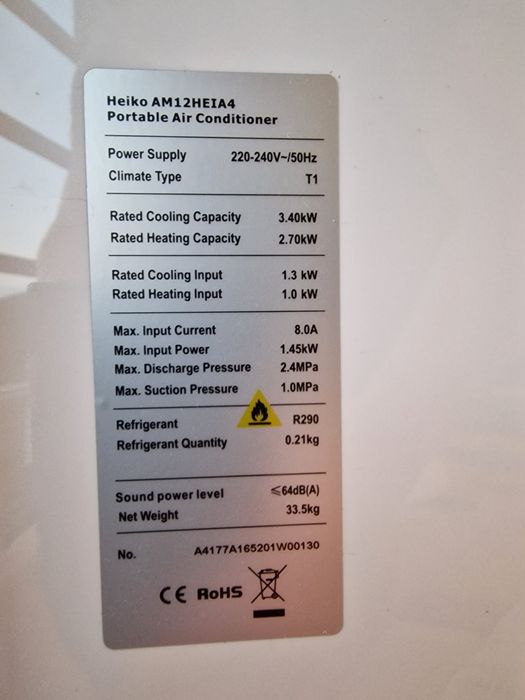 Heiko AM12HEIA4
Portable Air Conditioner
Power Supply 220-240V~/50Hz
Climate Type T1
Rated Cooling Capacity 3.40kW
Rated Heating Capacity 2.70kW
Rated Cooling Input 1.3 kW
Rated Heating Input 1.0 kW
Max. Input Current 8.0A
Max. Input Power 1.45kW
Max. Discharge Pressure 2.4MPa
Max. Suction Pressure 1.0MPa
Refrigerant R290
Refrigerant Quantity 0.21kg
Sound power level ≤64dB(A)
Net Weight 33.5kg
No. A4177A165201W00130
CE RoHS